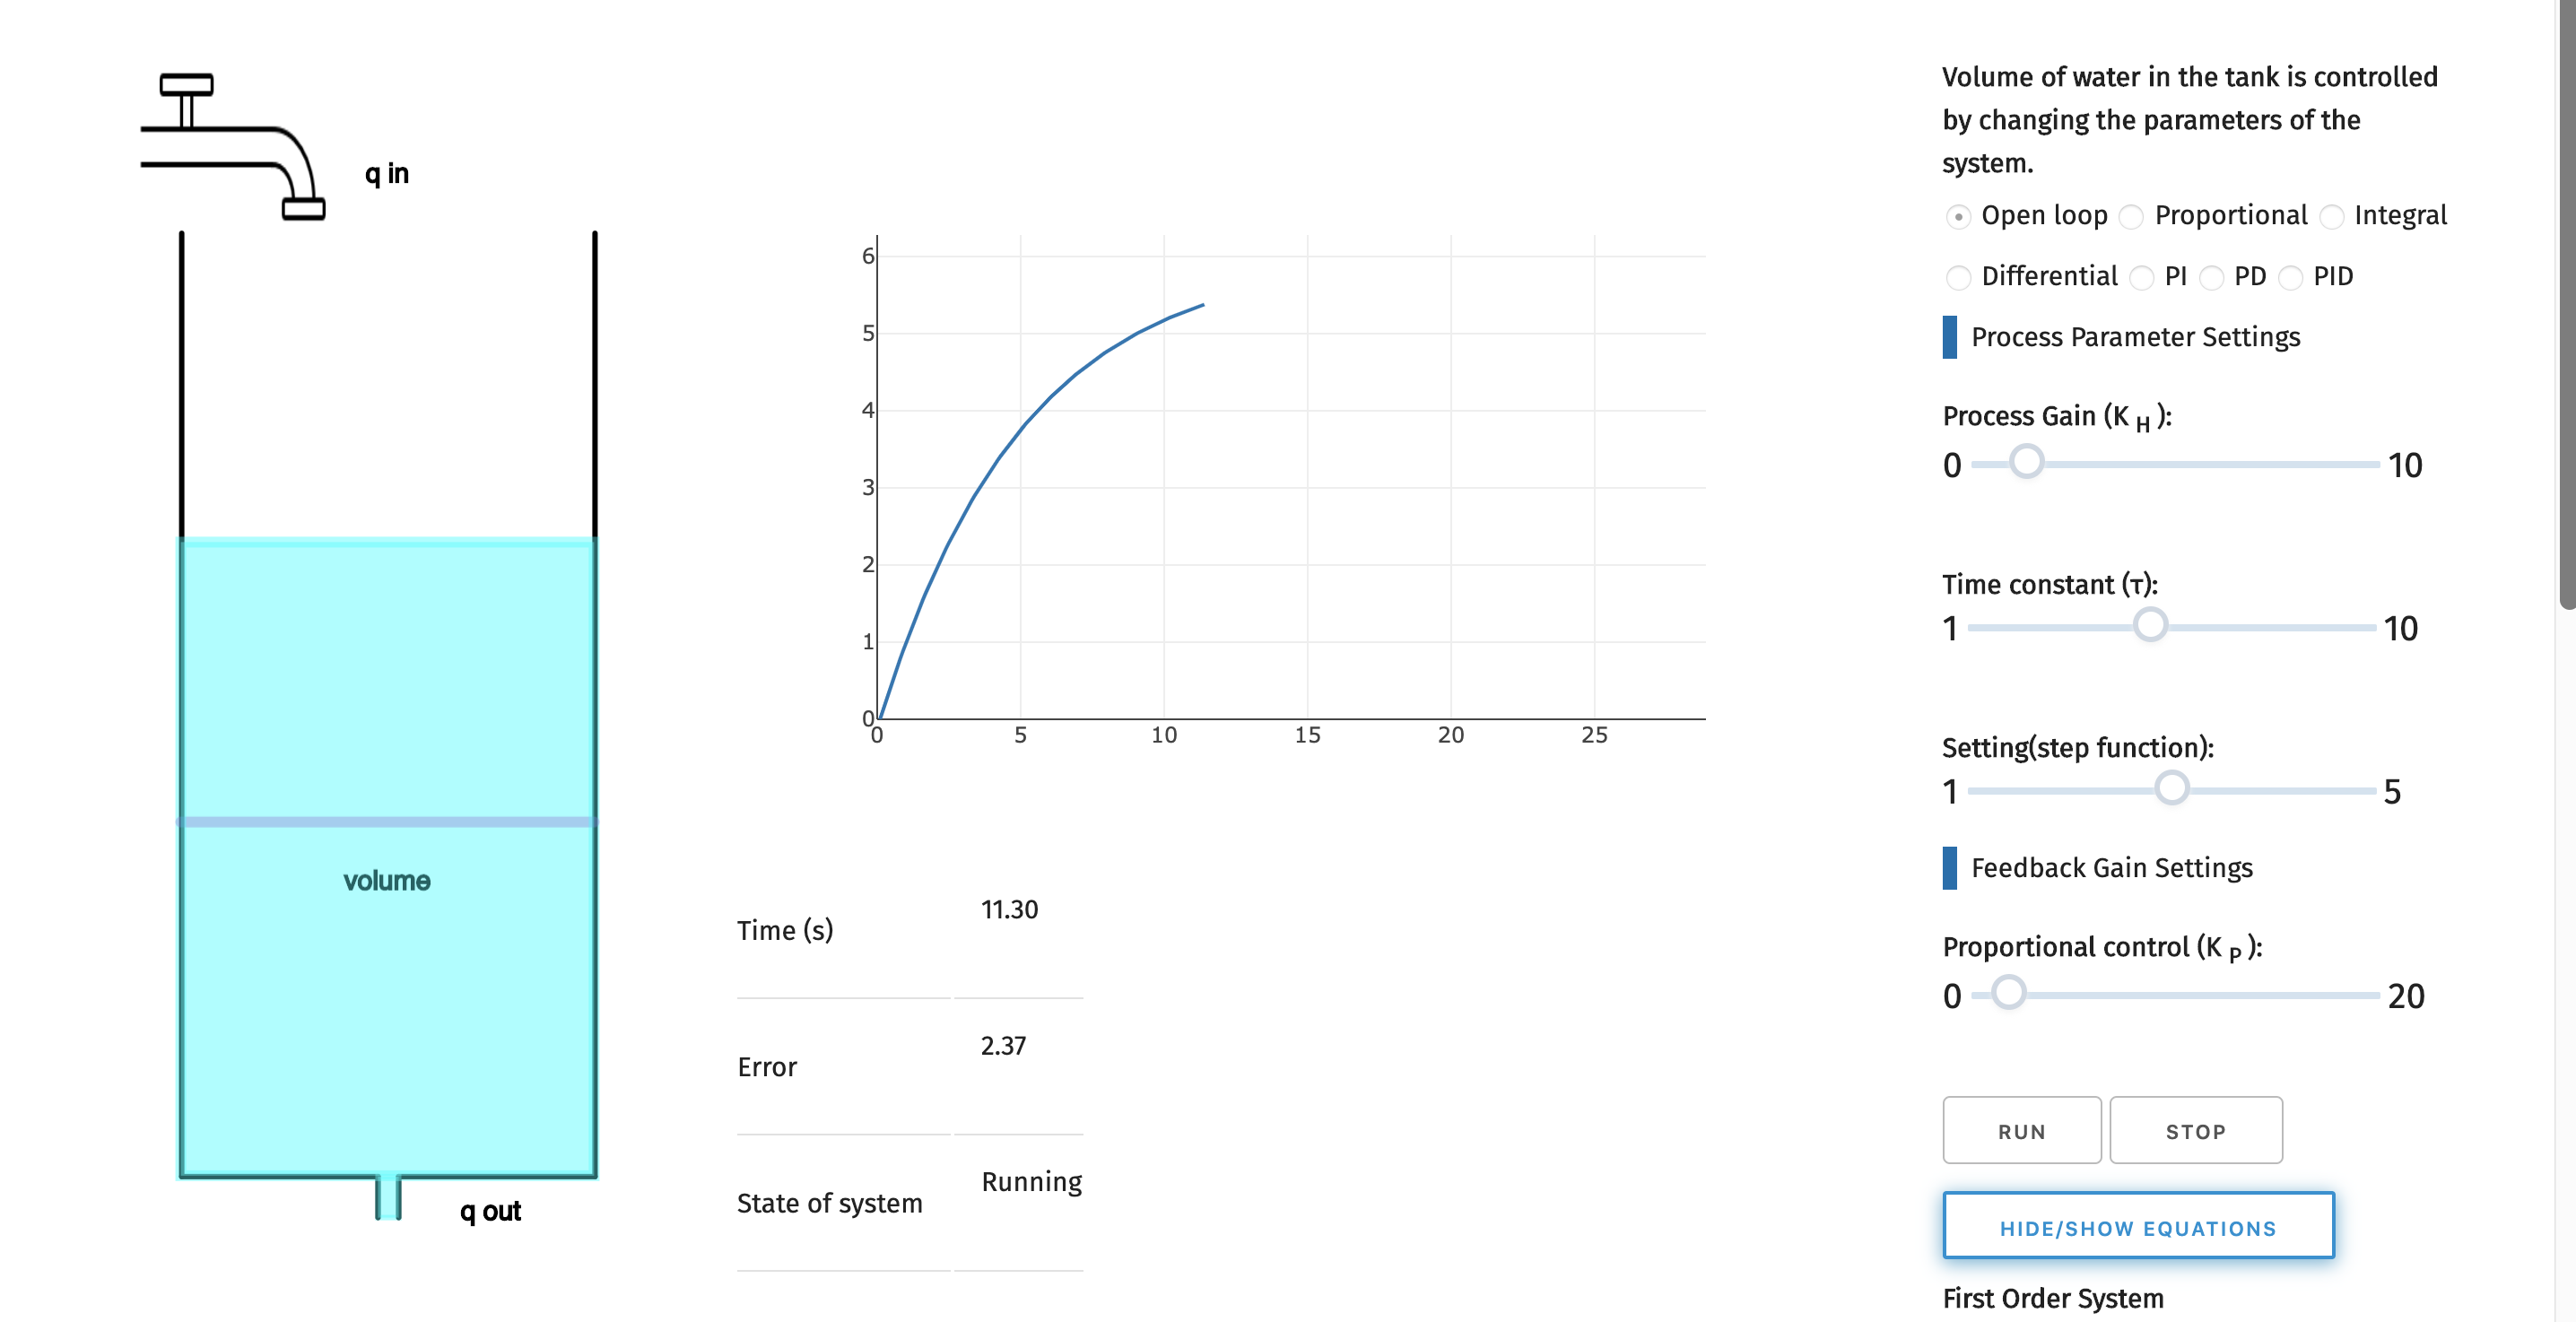 q in
volume
q out
6
5
4
3
2
1
0
0 5 10 15 20 25
Time (s) 11.30
Error 2.37
State of system Running
Volume of water in the tank is controlled
by changing the parameters of the
system.
Open loop Proportional Integral
Differential PI PD PID
Process Parameter Settings
Process Gain (K H ):
0 10
Time constant (τ):
1 10
Setting(step function):
1 5
Feedback Gain Settings
Proportional control (K P ):
0 20
RUN STOP
HIDE/SHOW EQUATIONS
First Order System